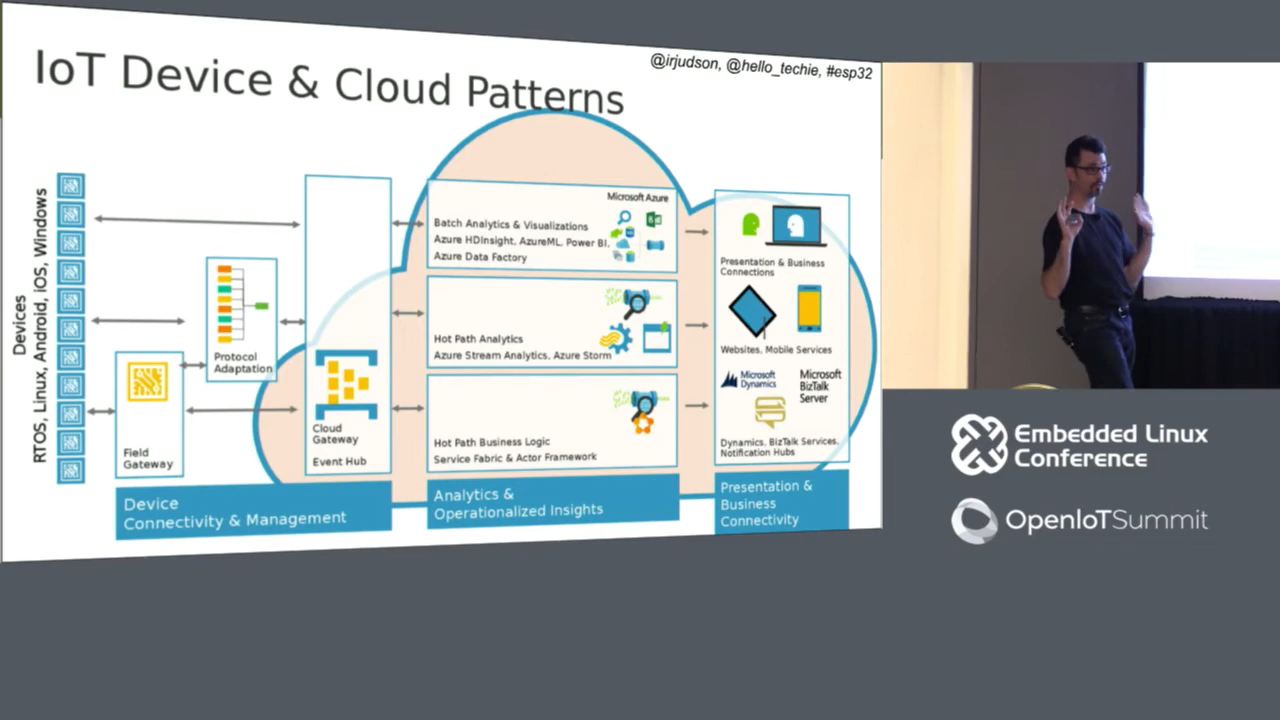 IoT Device & Cloud Patterns
@irjudson, @hello_techie, #esp32
Devices
RTOS, Linux, Android, iOS, Windows
Protocol
Adaptation
Field
Gateway
Cloud
Gateway
Event Hub
Device
Connectivity & Management
Microsoft Azure
Batch Analytics & Visualizations
Azure HDInsight, AzureML, Power BI,
Azure Data Factory
Hot Path Analytics
Azure Stream Analytics, Azure Storm
Hot Path Business Logic
Service Fabric & Actor Framework
Analytics &
Operationalized Insights
Presentation & Business
Connections
Websites, Mobile Services
Microsoft
Dynamics
Microsoft
BizTalk
Server
Dynamics, BizTalk Services,
Notification Hubs
Presentation &
Business
Connectivity
Embedded Linux
Conference
OpenIoTSummit